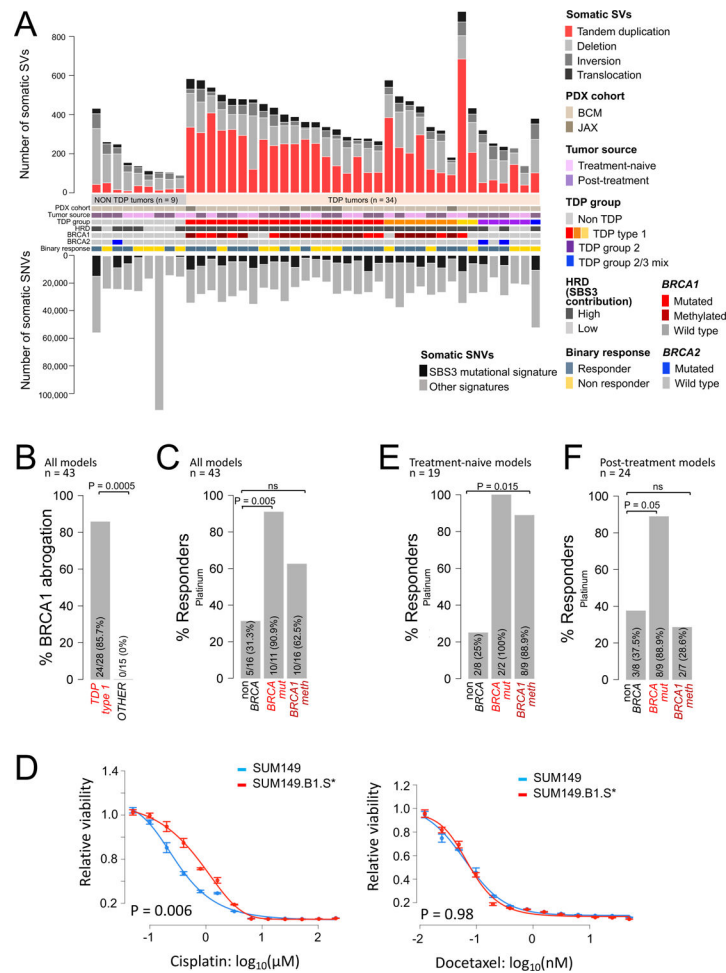 A
Number of somatic SVs
800
600
400
200
0
NON TDP tumors (n = 9)
TDP tumors (n = 34)
PDX cohort
Tumor source
TDP group
HRD
BRCA1
BRCA2
Binary response
Number of somatic SNVs
0
20,000
40,000
60,000
80,000
100,000
Somatic SNVs
SBS3 mutational signature
Other signatures
Somatic SVs
Tandem duplication
Deletion
Inversion
Translocation
PDX cohort
BCM
JAX
Tumor source
Treatment-naive
Post-treatment
TDP group
Non TDP
TDP type 1
TDP group 2
TDP group 2/3 mix
HRD
(SBS3
contribution)
High
Low
BRCA1
Mutated
Methylated
Wild type
Binary response
Responder
Non responder
BRCA2
Mutated
Wild type
B
All models
n = 43
P = 0.0005
% BRCA1 abrogation
100
80
60
40
20
0
24/28 (85.7%)
0/15 (0%)
TDP
type 1
OTHER
C
All models
n = 43
ns
P = 0.005
% Responders
Platinum
100
80
60
40
20
0
5/16 (31.3%)
10/11 (90.9%)
10/16 (62.5%)
non
BRCA
BRCA
mut
BRCA1
meth
E
Treatment-naive models
n = 19
P = 0.015
% Responders
Platinum
100
80
60
40
20
0
2/8 (25%)
2/2 (100%)
8/9 (88.9%)
non
BRCA
BRCA
mut
BRCA1
meth
F
Post-treatment models
n = 24
ns
P = 0.05
% Responders
Platinum
100
80
60
40
20
0
3/8 (37.5%)
8/9 (88.9%)
2/7 (28.6%)
non
BRCA
BRCA
mut
BRCA1
meth
D
Relative viability
1.4
1.2
0.8
0.2
SUM149
SUM149.B1.S*
P = 0.006
-1
0
1
2
Cisplatin: log10(μM)
Relative viability
1.2
1.0
0.8
0.6
0.4
0.2
SUM149
SUM149.B1.S*
P = 0.98
-2
-1
0
1
Docetaxel: log10(nM)